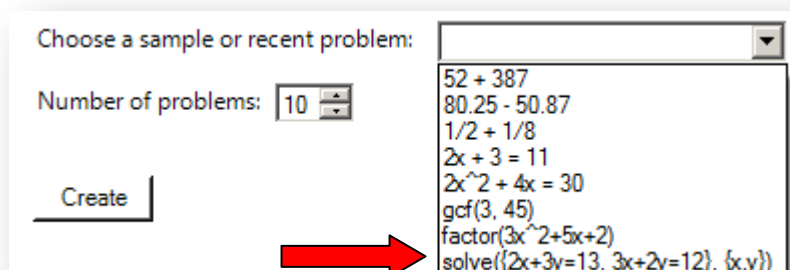 Choose a sample or recent problem:
Number of problems: 10
Create
52 + 387
80.25 - 50.87
1/2 + 1/8
2x + 3 = 11
2x^2 + 4x = 30
gcf(3, 45)
factor(3x^2+5x+2)
solve({2x+3y=13, 3x+2y=12}, {x,y})